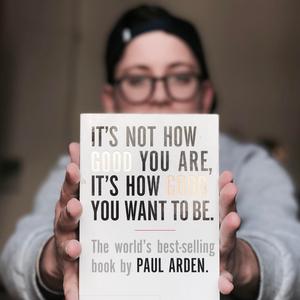 IT'S NOT HOW
GOOD YOU ARE,
IT'S HOW GOOD
YOU WANT TO BE.
The world's best-selling
book by PAUL ARDEN.